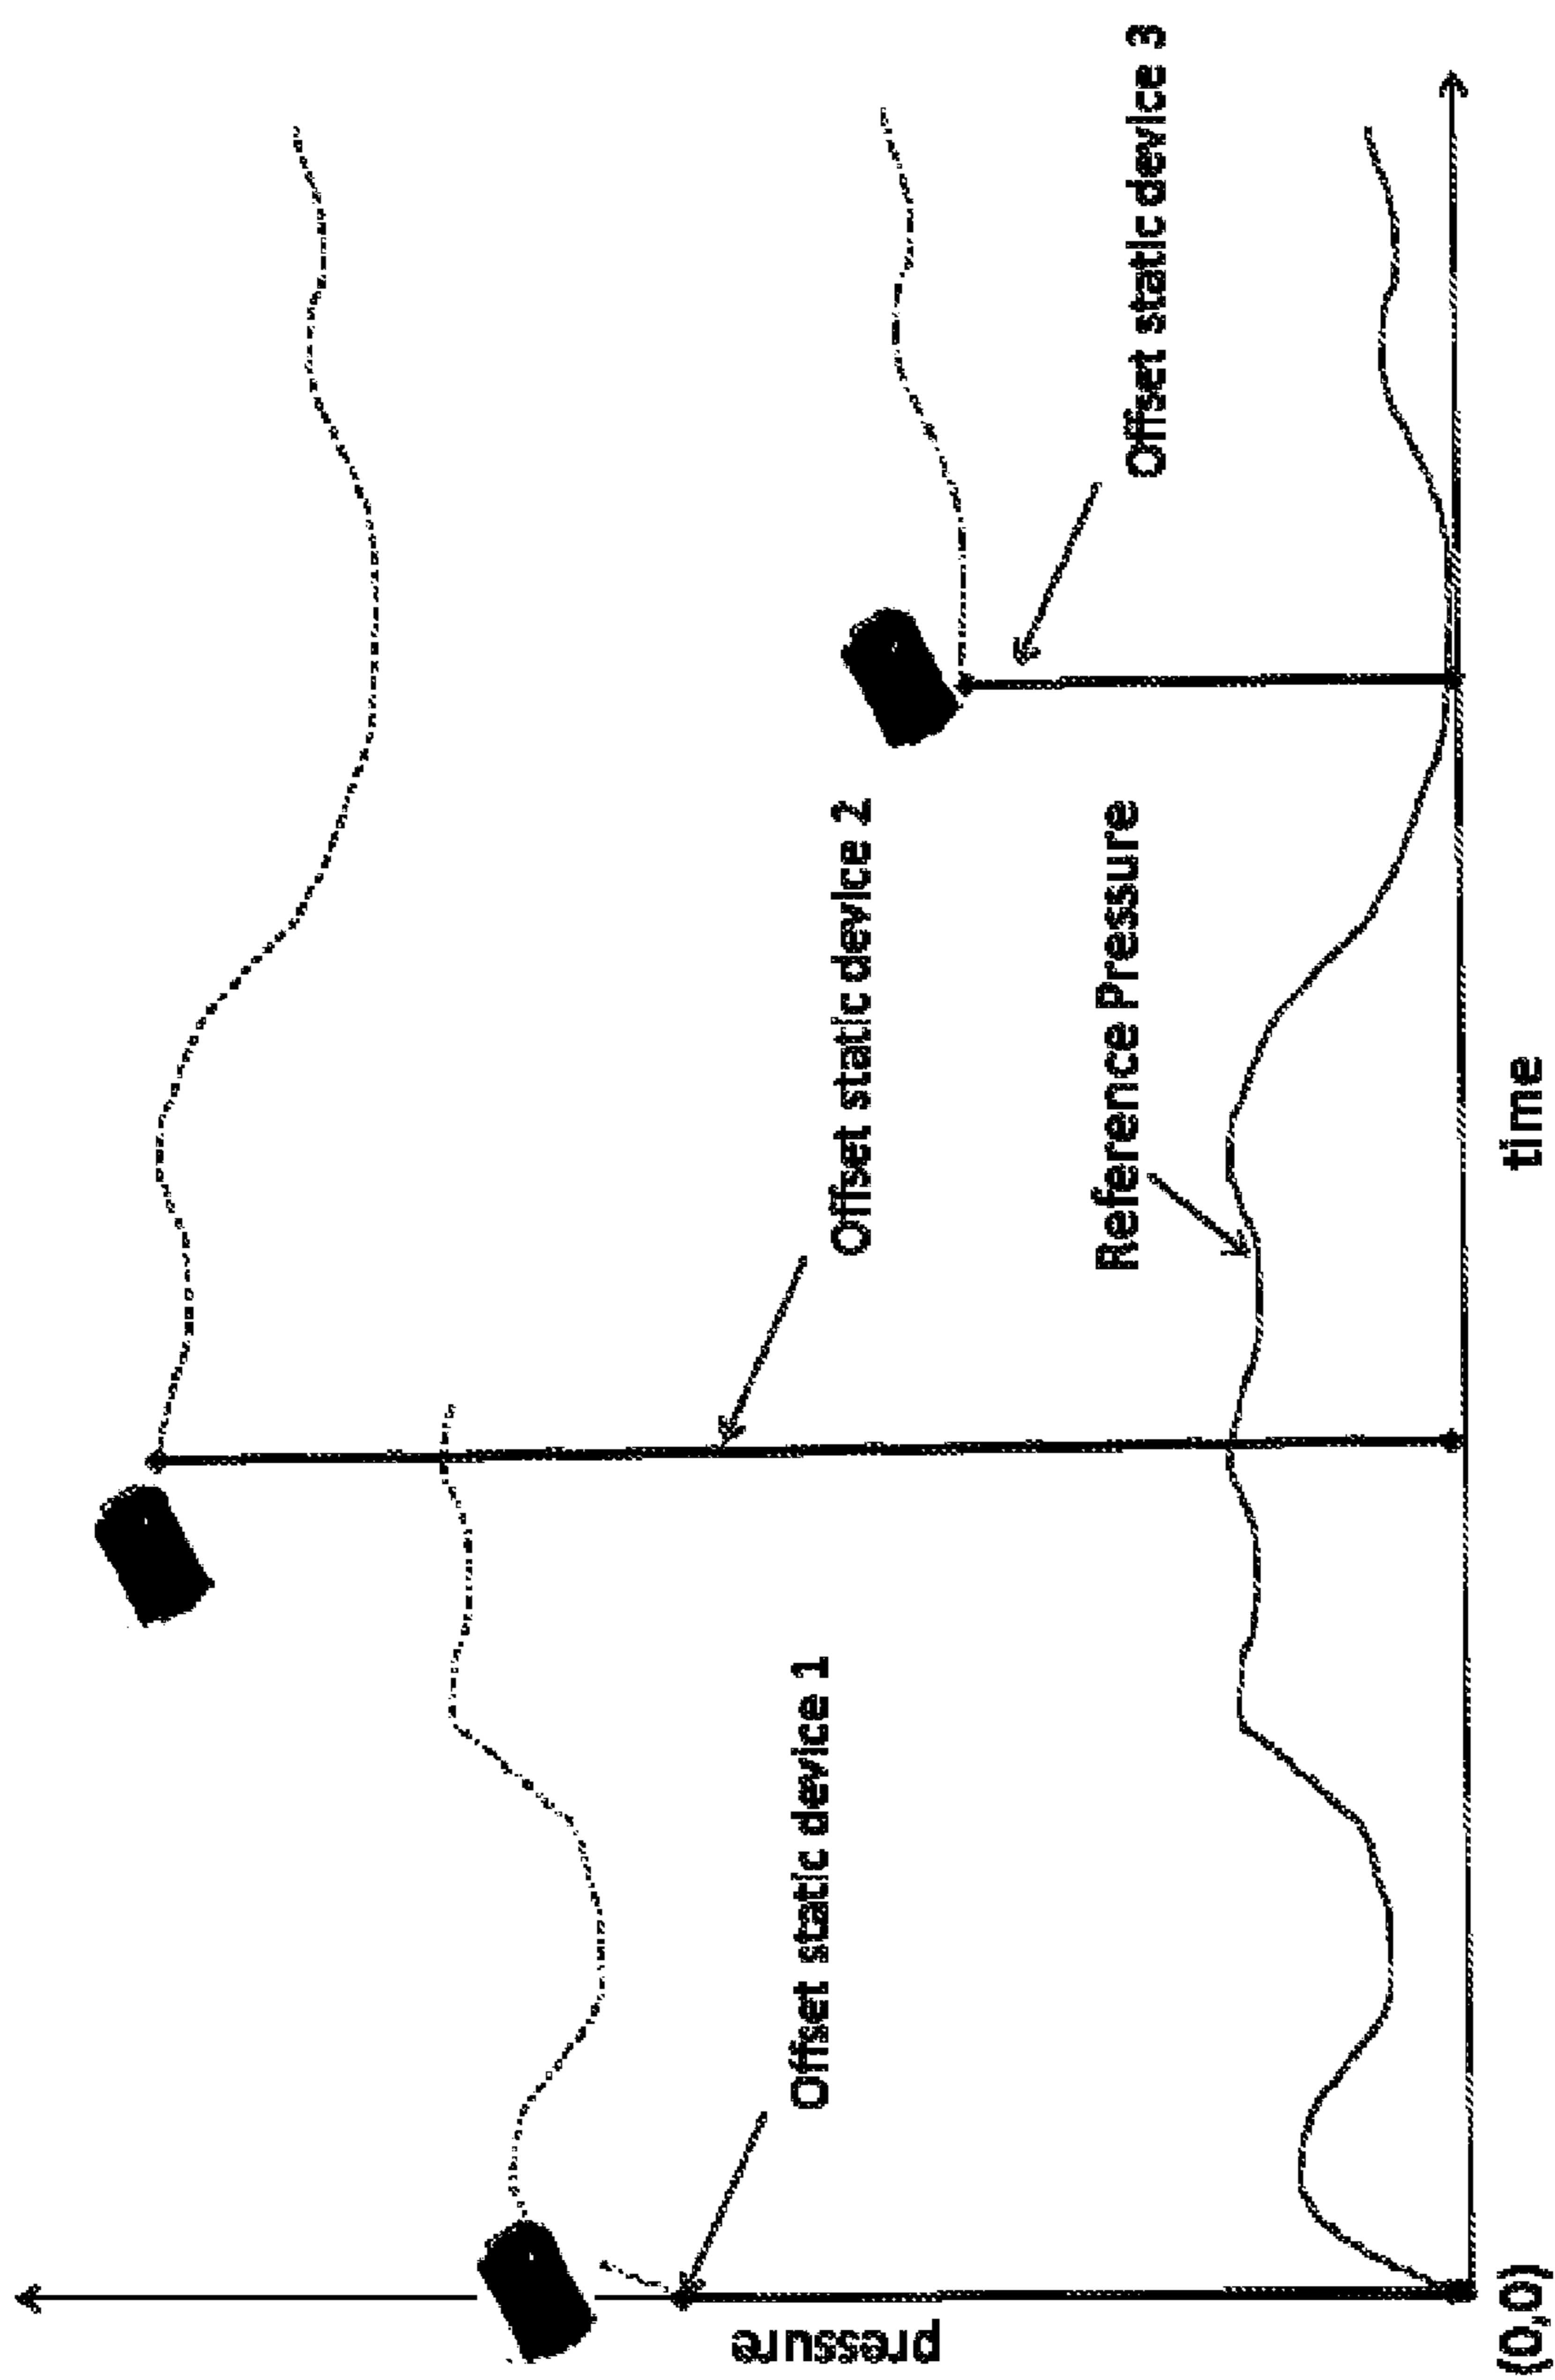 pressure
Offset static device 1
Offset static device 2
Reference Pressure
Offset static device 3
(0,0)
time